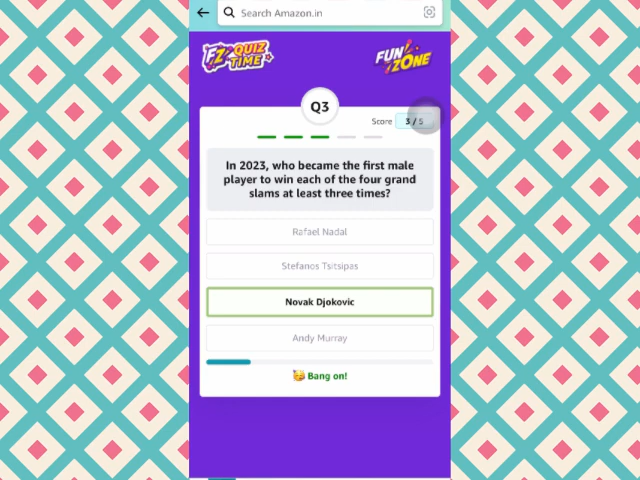 Search Amazon.in
FZ QUIZ
TIME
FUN
ZONE
Q3
Score 3 / 5
In 2023, who became the first male
player to win each of the four grand
slams at least three times?
Rafael Nadal
Stefanos Tsitsipas
Novak Djokovic
Andy Murray
Bang on!